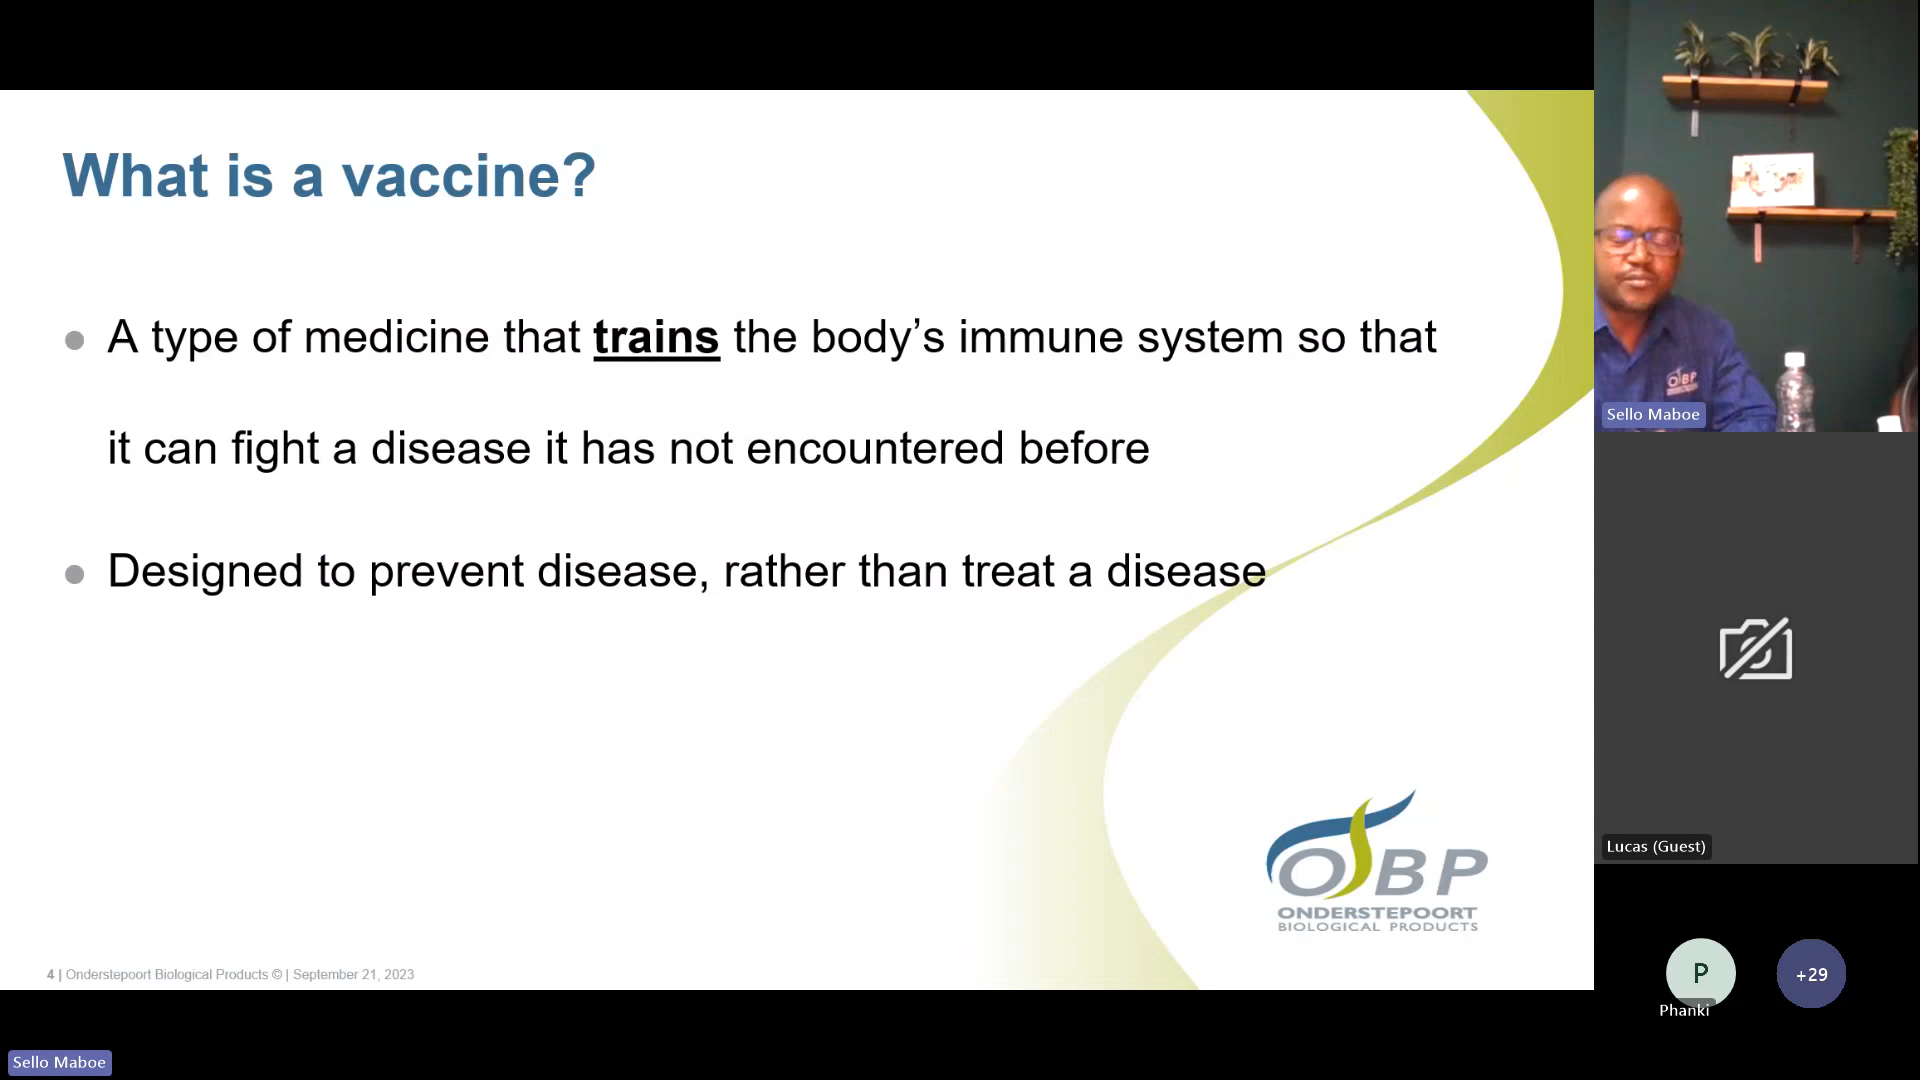 What is a vaccine?
A type of medicine that trains the body’s immune system so that
it can fight a disease it has not encountered before
Designed to prevent disease, rather than treat a disease
OBP
ONDERSTEPOORT
BIOLOGICAL PRODUCTS
4 | Onderstepoort Biological Products © | September 21, 2023
OBP
Sello Maboe
Lucas (Guest)
P
Phanki
+29
Sello Maboe